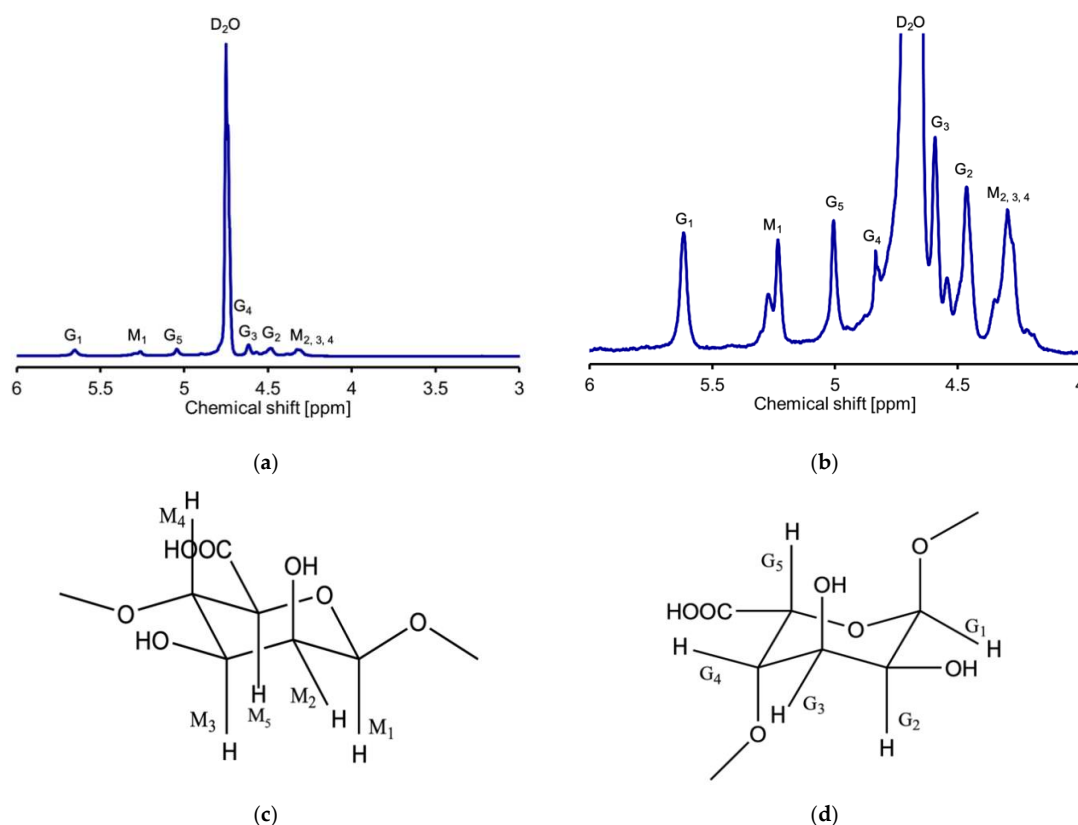 D₂O
G₄
G₁ M₁ G₅ G₃ G₂ M₂, ₃, ₄
6 5.5 5 4.5 4 3.5 3
Chemical shift [ppm]
(a)
D₂O
G₃
G₂
M₂, ₃, ₄
G₅
G₁ M₁
G₄
6 5.5 5 4.5 4
Chemical shift [ppm]
(b)
H
M₄
HOOC
OH
O
O
O
HO
H
M₃ M₅ M₂ H M₁
H H
(c)
H
O
G₅
OH
HOOC
O
G₁
H
H
G₄
OH
H G₃
G₂
O
H
(d)